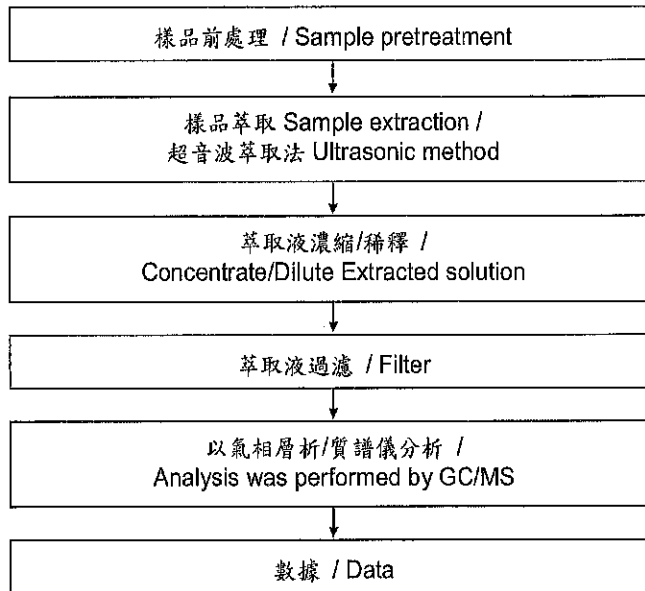 樣品前處理 / Sample pretreatment
樣品萃取 Sample extraction /
超音波萃取法 Ultrasonic method
萃取液濃縮/稀釋 /
Concentrate/Dilute Extracted solution
萃取液過濾 / Filter
以氣相層析/質譜儀分析 /
Analysis was performed by GC/MS
數據 / Data